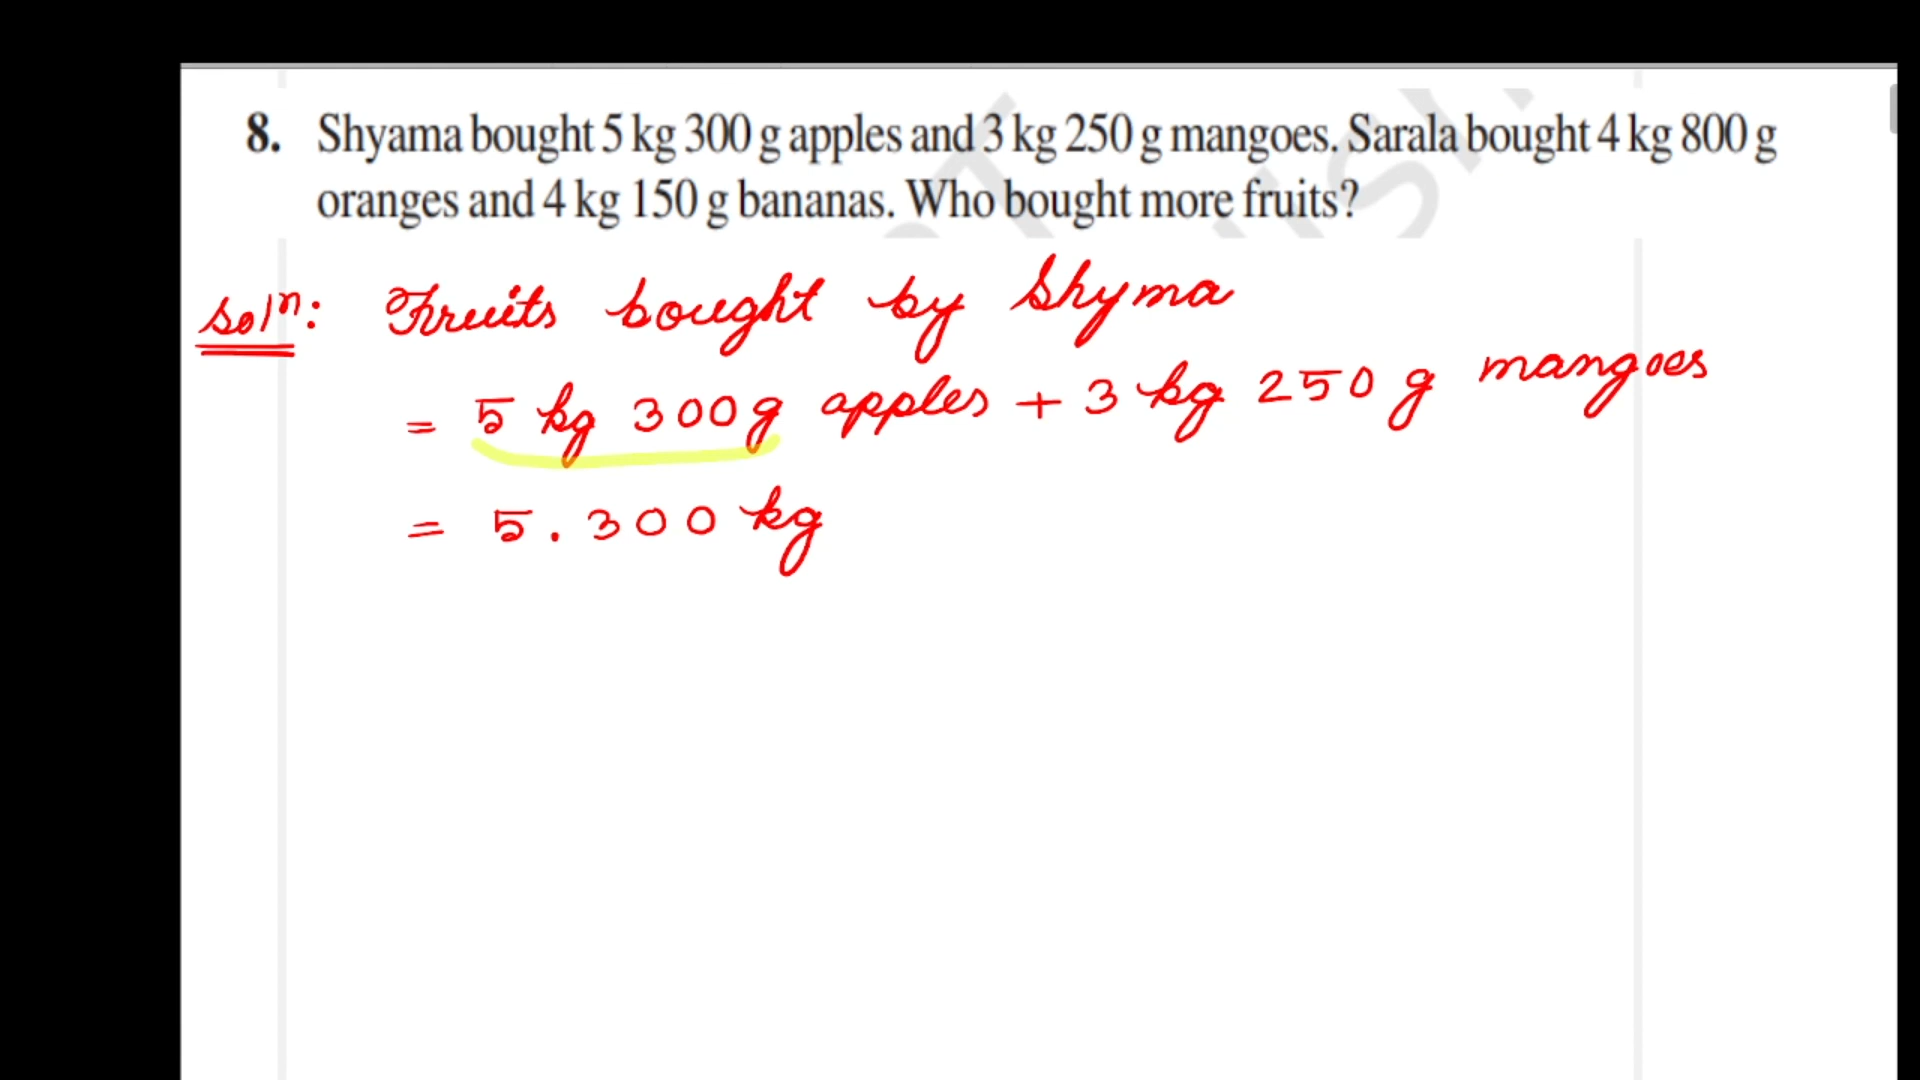 8. Shyama bought 5 kg 300 g apples and 3 kg 250 g mangoes. Sarala bought 4 kg 800 g
oranges and 4 kg 150 g bananas. Who bought more fruits?
Solⁿ: Fruits bought by Shyma
= 5 kg 300g apples + 3 kg 250 g mangoes
= 5.300 kg